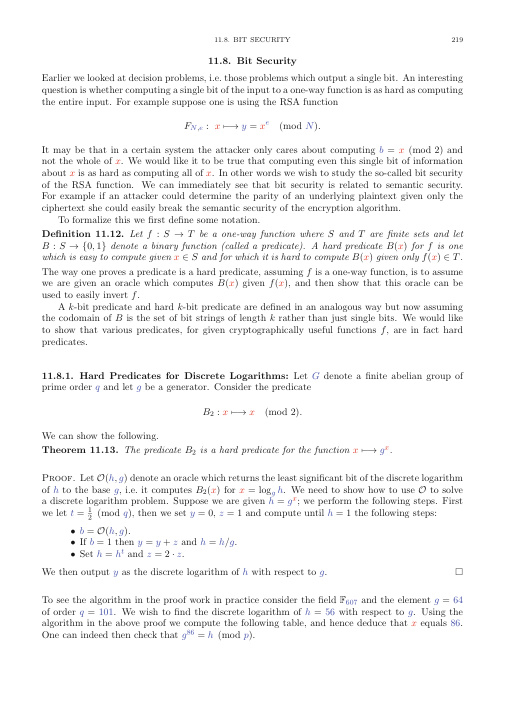 11.8. BIT SECURITY 219
11.8. Bit Security
Earlier we looked at decision problems, i.e. those problems which output a single bit. An interesting
question is whether computing a single bit of the input to a one-way function is as hard as computing
the entire input. For example suppose one is using the RSA function
F_{N,e} : x ⟼ y = x^e (mod N).
It may be that in a certain system the attacker only cares about computing b = x (mod 2) and
not the whole of x. We would like it to be true that computing even this single bit of information
about x is as hard as computing all of x. In other words we wish to study the so-called bit security
of the RSA function. We can immediately see that bit security is related to semantic security.
For example if an attacker could determine the parity of an underlying plaintext given only the
ciphertext she could easily break the semantic security of the encryption algorithm.
To formalize this we first define some notation.
Definition 11.12. Let f : S → T be a one-way function where S and T are finite sets and let
B : S → {0, 1} denote a binary function (called a predicate). A hard predicate B(x) for f is one
which is easy to compute given x ∈ S and for which it is hard to compute B(x) given only f(x) ∈ T.
The way one proves a predicate is a hard predicate, assuming f is a one-way function, is to assume
we are given an oracle which computes B(x) given f(x), and then show that this oracle can be
used to easily invert f.
A k-bit predicate and hard k-bit predicate are defined in an analogous way but now assuming
the codomain of B is the set of bit strings of length k rather than just single bits. We would like
to show that various predicates, for given cryptographically useful functions f, are in fact hard
predicates.
11.8.1. Hard Predicates for Discrete Logarithms: Let G denote a finite abelian group of
prime order q and let g be a generator. Consider the predicate
B₂ : x ⟼ x (mod 2).
We can show the following.
Theorem 11.13. The predicate B₂ is a hard predicate for the function x ⟼ g^x.
Proof. Let O(h, g) denote an oracle which returns the least significant bit of the discrete logarithm
of h to the base g, i.e. it computes B₂(x) for x = log_g h. We need to show how to use O to solve
a discrete logarithm problem. Suppose we are given h = g^x; we perform the following steps. First
we let t = 1/2 (mod q), then we set y = 0, z = 1 and compute until h = 1 the following steps:
• b = O(h, g).
• If b = 1 then y = y + z and h = h/g.
• Set h = h^t and z = 2 · z.
We then output y as the discrete logarithm of h with respect to g. □
To see the algorithm in the proof work in practice consider the field 𝔽₆₀₇ and the element g = 64
of order q = 101. We wish to find the discrete logarithm of h = 56 with respect to g. Using the
algorithm in the above proof we compute the following table, and hence deduce that x equals 86.
One can indeed then check that g^86 = h (mod p).